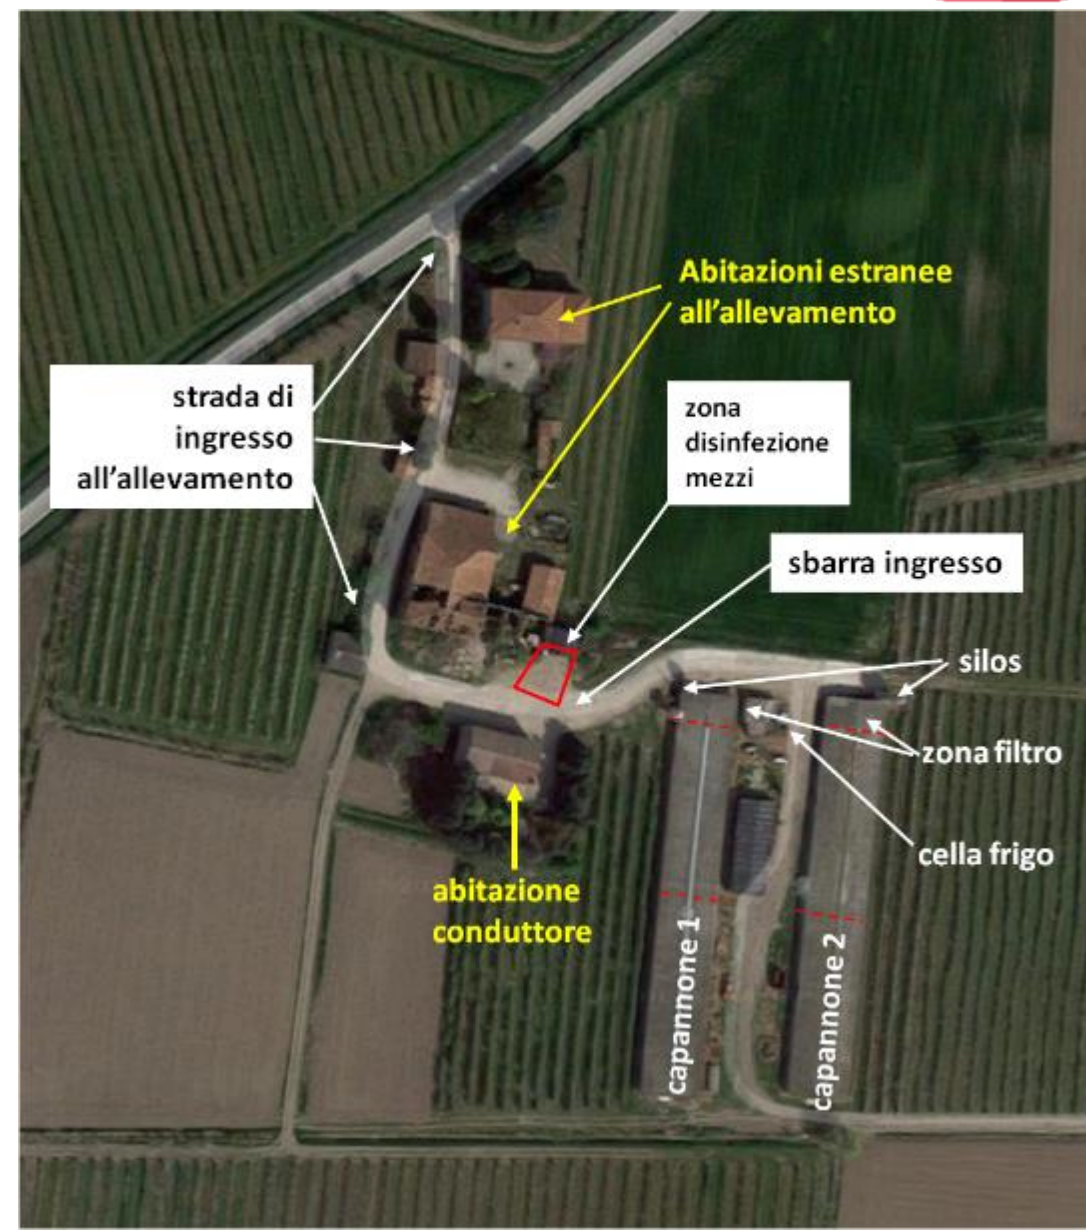 Abitazioni estranee
all'allevamento
strada di
ingresso
all'allevamento
zona
disinfezione
mezzi
sbarra ingresso
silos
zona filtro
cella frigo
abitazione
conduttore
capannone 1
capannone 2